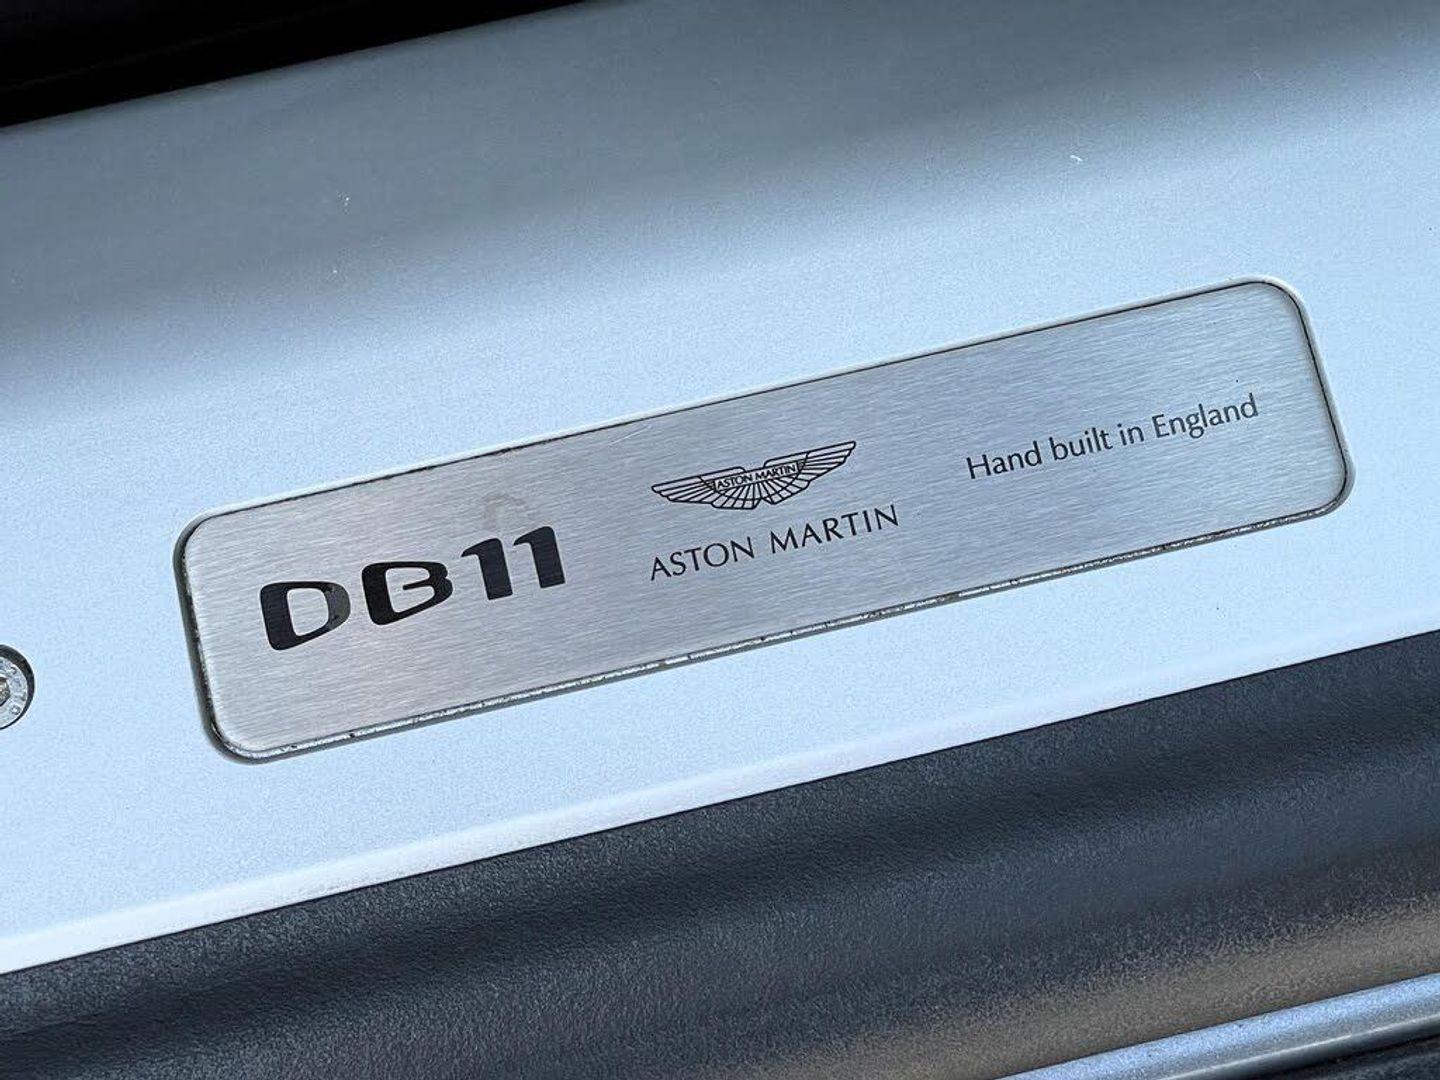 DB11
ASTON MARTIN
ASTON MARTIN
Hand built in England